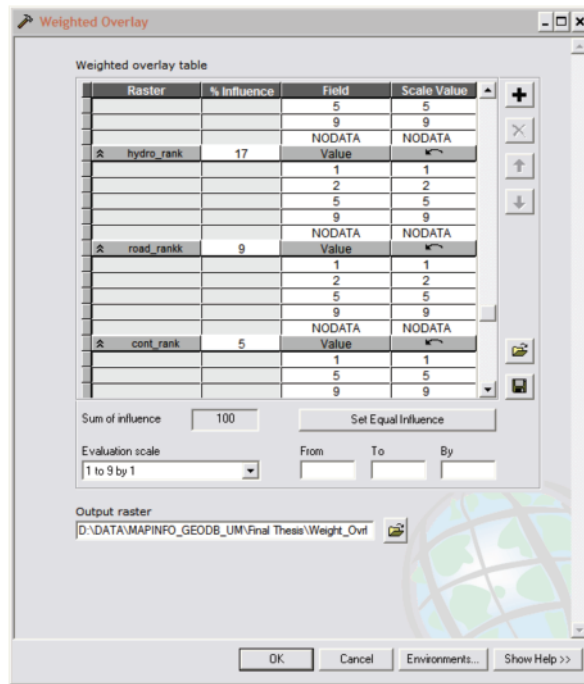 Weighted Overlay
Weighted overlay table
Raster % Influence Field Scale Value
5 5
9 9
NODATA NODATA
hydro_rank 17 Value
1 1
2 2
5 5
9 9
NODATA NODATA
road_rankk 9 Value
1 1
2 2
5 5
9 9
NODATA NODATA
cont_rank 5 Value
1 1
5 5
9 9
Sum of influence 100 Set Equal Influence
Evaluation scale From To By
1 to 9 by 1
Output raster
D:\DATA\MAPINFO_GEODB_UM\Final Thesis\Weight_Ovrl
OK Cancel Environments... Show Help >>